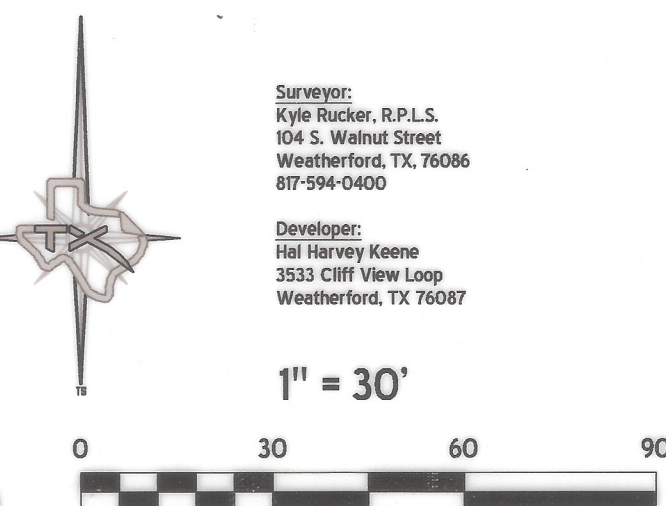 Surveyor:
Kyle Rucker, R.P.L.S.
104 S. Walnut Street
Weatherford, TX, 76086
817-594-0400
Developer:
Hal Harvey Keene
3533 Cliff View Loop
Weatherford, TX 76087
TX
TS
1" = 30'
0 30 60 90